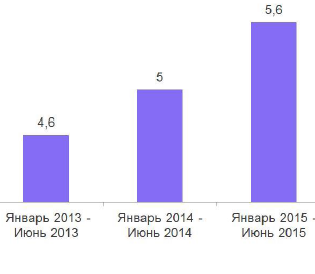 5,6
5
4,6
Январь 2013 -
Июнь 2013
Январь 2014 -
Июнь 2014
Январь 2015 -
Июнь 2015